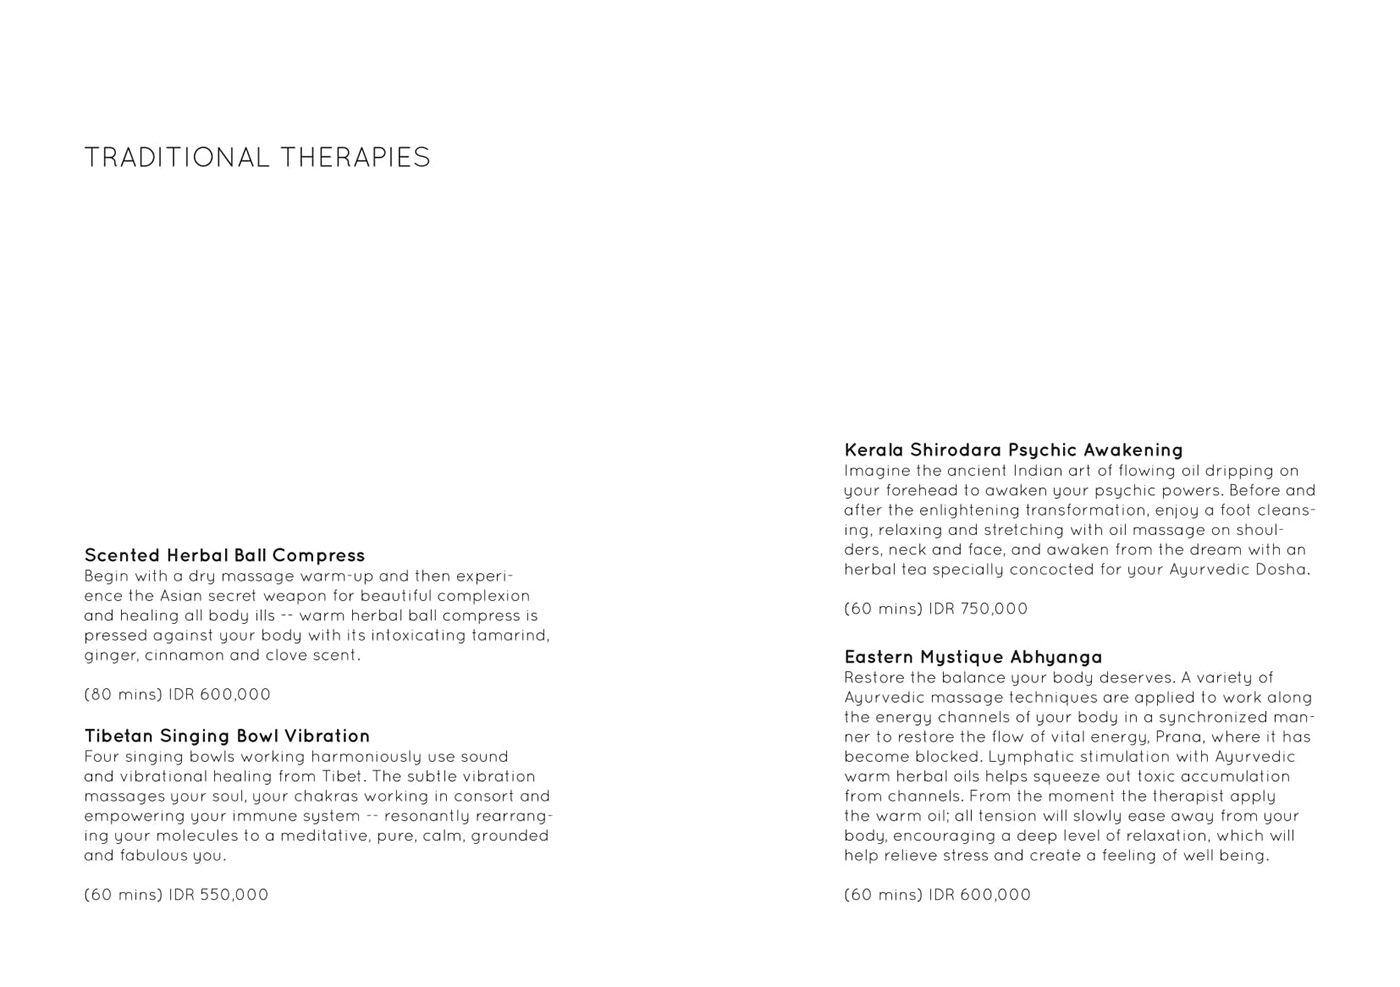 TRADITIONAL THERAPIES
Scented Herbal Ball Compress
Begin with a dry massage warm-up and then experi-
ence the Asian secret weapon for beautiful complexion
and healing all body ills -- warm herbal ball compress is
pressed against your body with its intoxicating tamarind,
ginger, cinnamon and clove scent.
(80 mins) IDR 600,000
Tibetan Singing Bowl Vibration
Four singing bowls working harmoniously use sound
and vibrational healing from Tibet. The subtle vibration
massages your soul, your chakras working in consort and
empowering your immune system -- resonantly rearrang-
ing your molecules to a meditative, pure, calm, grounded
and fabulous you.
(60 mins) IDR 550,000
Kerala Shirodara Psychic Awakening
Imagine the ancient Indian art of flowing oil dripping on
your forehead to awaken your psychic powers. Before and
after the enlightening transformation, enjoy a foot cleans-
ing, relaxing and stretching with oil massage on shoul-
ders, neck and face, and awaken from the dream with an
herbal tea specially concocted for your Ayurvedic Dosha.
(60 mins) IDR 750,000
Eastern Mystique Abhyanga
Restore the balance your body deserves. A variety of
Ayurvedic massage techniques are applied to work along
the energy channels of your body in a synchronized man-
ner to restore the flow of vital energy, Prana, where it has
become blocked. Lymphatic stimulation with Ayurvedic
warm herbal oils helps squeeze out toxic accumulation
from channels. From the moment the therapist apply
the warm oil; all tension will slowly ease away from your
body, encouraging a deep level of relaxation, which will
help relieve stress and create a feeling of well being.
(60 mins) IDR 600,000